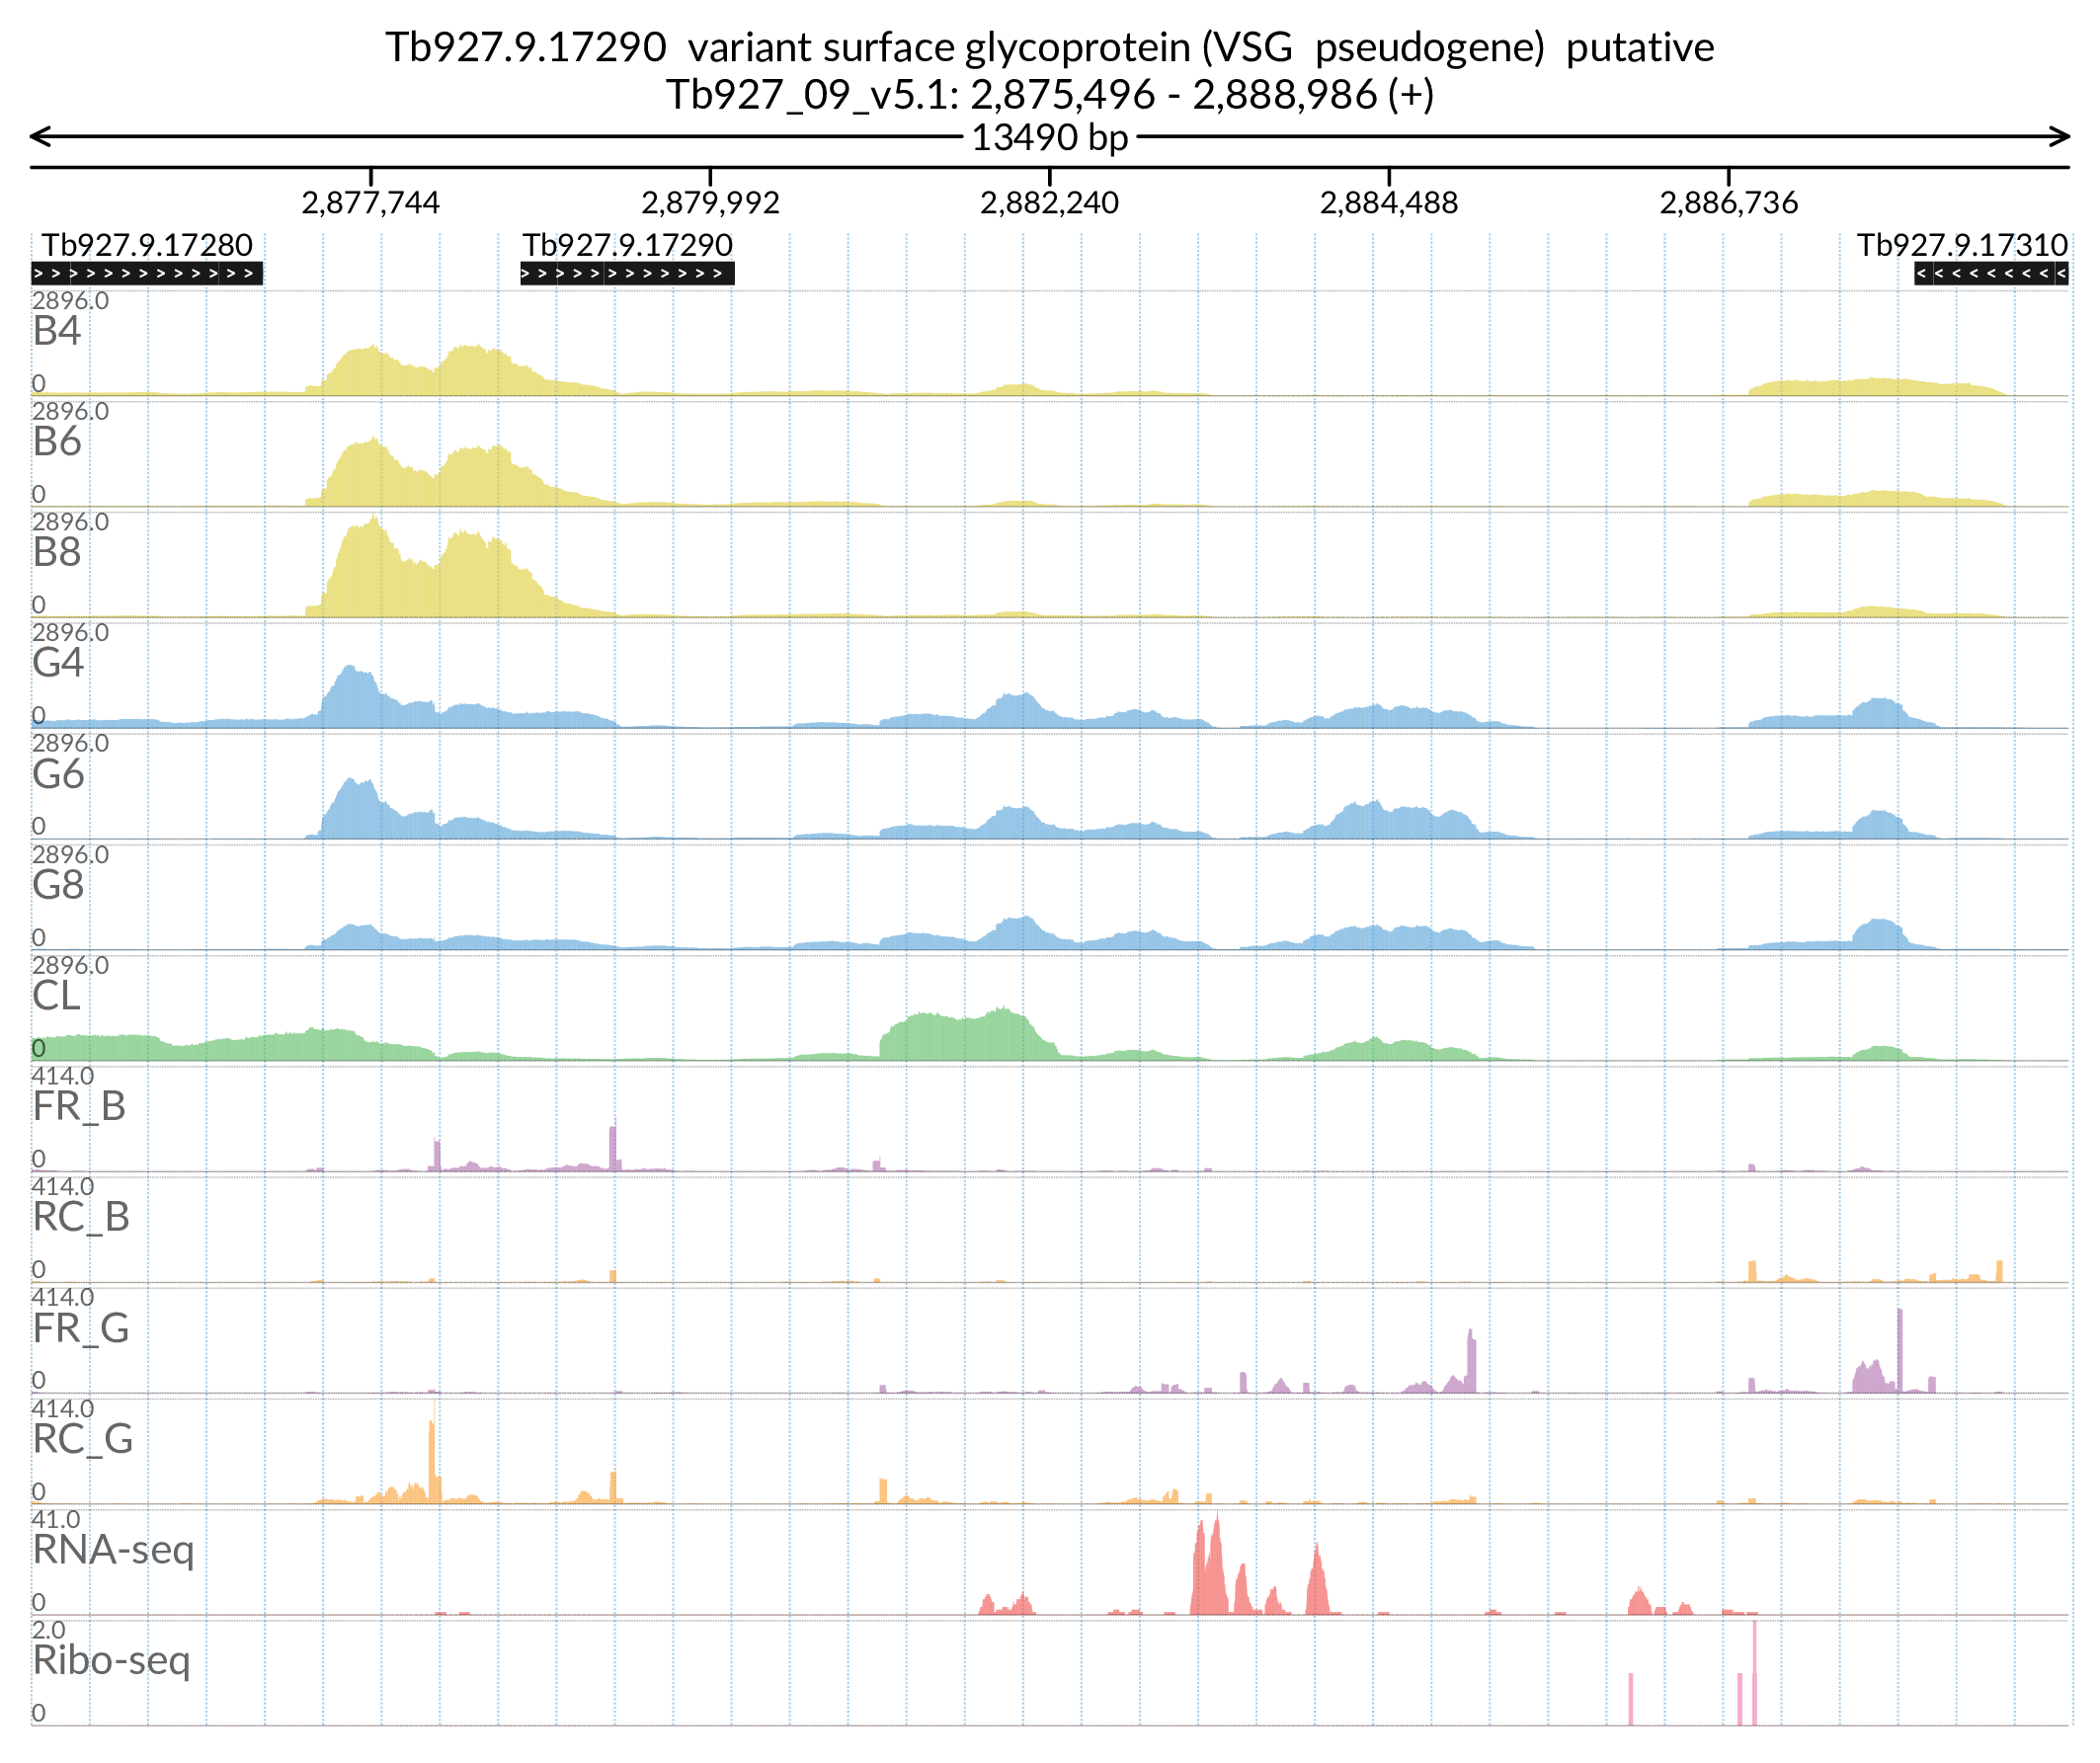 Tb927.9.17290 variant surface glycoprotein (VSG pseudogene) putative
Tb927_09_v5.1: 2,875,496 - 2,888,986 (+)
13490 bp
2,877,744 2,879,992 2,882,240 2,884,488 2,886,736
Tb927.9.17280 Tb927.9.17290 Tb927.9.17310
2896.0
B4
0
2896.0
B6
0
2896.0
B8
0
2896.0
G4
0
2896.0
G6
0
2896.0
G8
0
2896.0
CL
0
414.0
FR_B
0
414.0
RC_B
0
414.0
FR_G
0
414.0
RC_G
0
41.0
RNA-seq
0
2.0
Ribo-seq
0